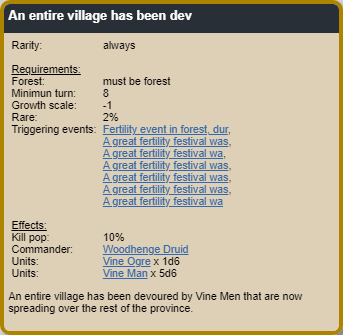 An entire village has been dev
Rarity: always
Requirements:
Forest: must be forest
Minimun turn: 8
Growth scale: -1
Rare: 2%
Triggering events: Fertility event in forest, dur,
A great fertility festival was,
A great fertility festival wa,
A great fertility festival was,
A great fertility festival was,
A great fertility festival was,
A great fertility festival wa
Effects:
Kill pop: 10%
Commander: Woodhenge Druid
Units: Vine Ogre x 1d6
Units: Vine Man x 5d6
An entire village has been devoured by Vine Men that are now
spreading over the rest of the province.